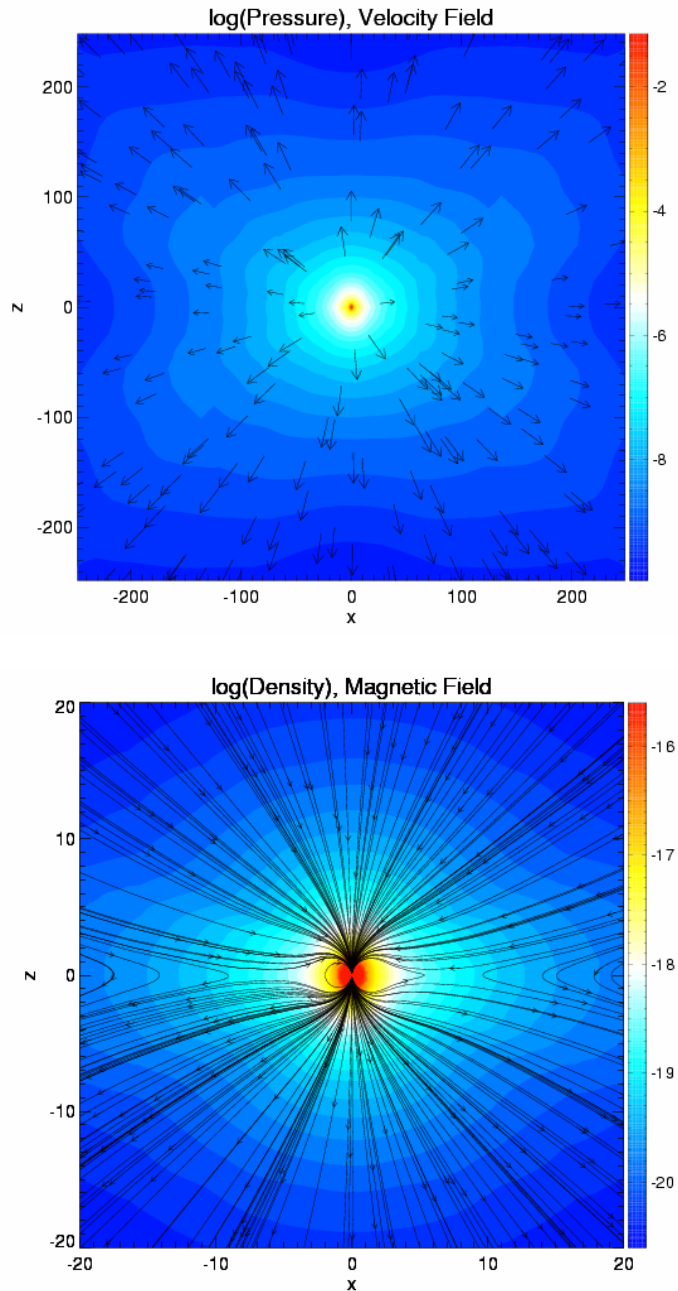 log(Pressure), Velocity Field
200
100
0
-100
-200
z
-200 -100 0 100 200
x
-2
-4
-6
-8
log(Density), Magnetic Field
20
10
0
-10
-20
z
-20 -10 0 10 20
x
-16
-17
-18
-19
-20